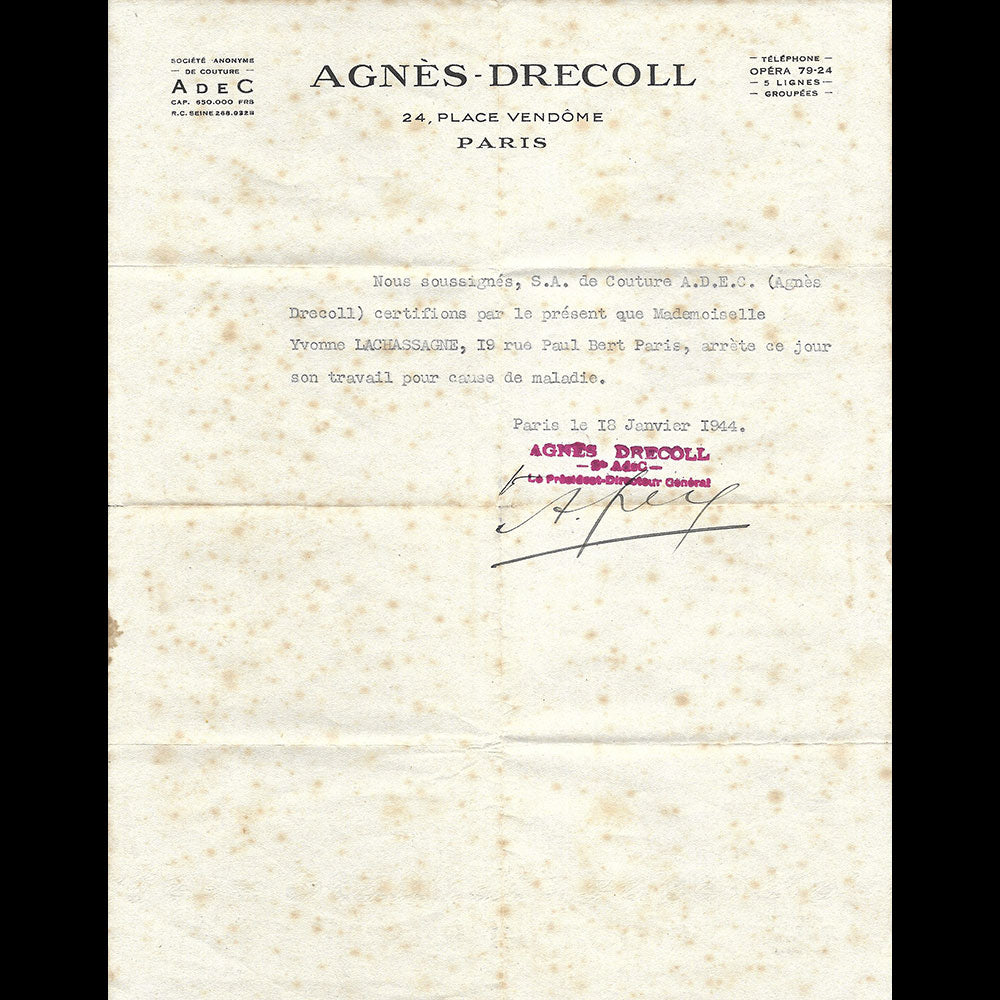 SOCIÉTÉ ANONYME
— DE COUTURE —
ADEC
CAP. 650.000 FRS
R.C. SEINE 268.932B
AGNÈS-DRECOLL
24, PLACE VENDÔME
PARIS
— TÉLÉPHONE —
OPÉRA 79-24
— 5 LIGNES —
— GROUPÉES —
Nous soussignés, S.A. de Couture A.D.E.C. (Agnès
Drecoll) certifions par le présent que Mademoiselle
Yvonne LACHASSAGNE, I9 rue Paul Bert Paris, arrête ce jour
son travail pour cause de maladie.
Paris le I8 Janvier I944.
AGNÈS DRECOLL
— Sté AdeC —
Le Président-Directeur Général